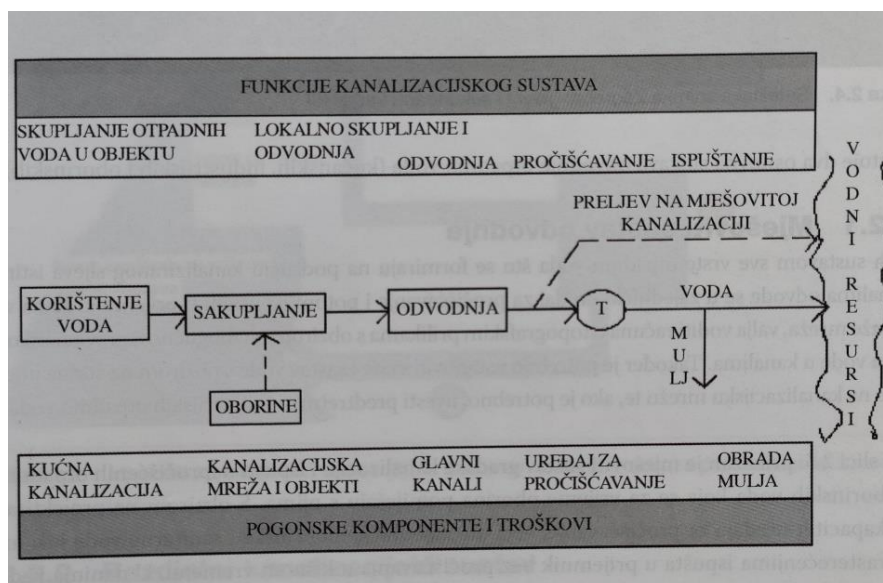 FUNKCIJE KANALIZACIJSKOG SUSTAVA
SKUPLJANJE OTPADNIH
VODA U OBJEKTU
LOKALNO SKUPLJANJE I
ODVODNJA
ODVODNJA
PROČIŠĆAVANJE
ISPUŠTANJE
PRELJEV NA MJEŠOVITOJ
KANALIZACIJI
KORIŠTENJE
VODA
SAKUPLJANJE
ODVODNJA
T
VODA
MULJ
OBORINE
VODNI RESURSI
KUĆNA
KANALIZACIJA
KANALIZACIJSKA
MREŽA OBJEKTI
GLAVNI
KANALI
UREĐAJ ZA
PROČIŠĆAVANJE
OBRADA
MULJA
POGONSKE KOMPONENTE I TROŠKOVI